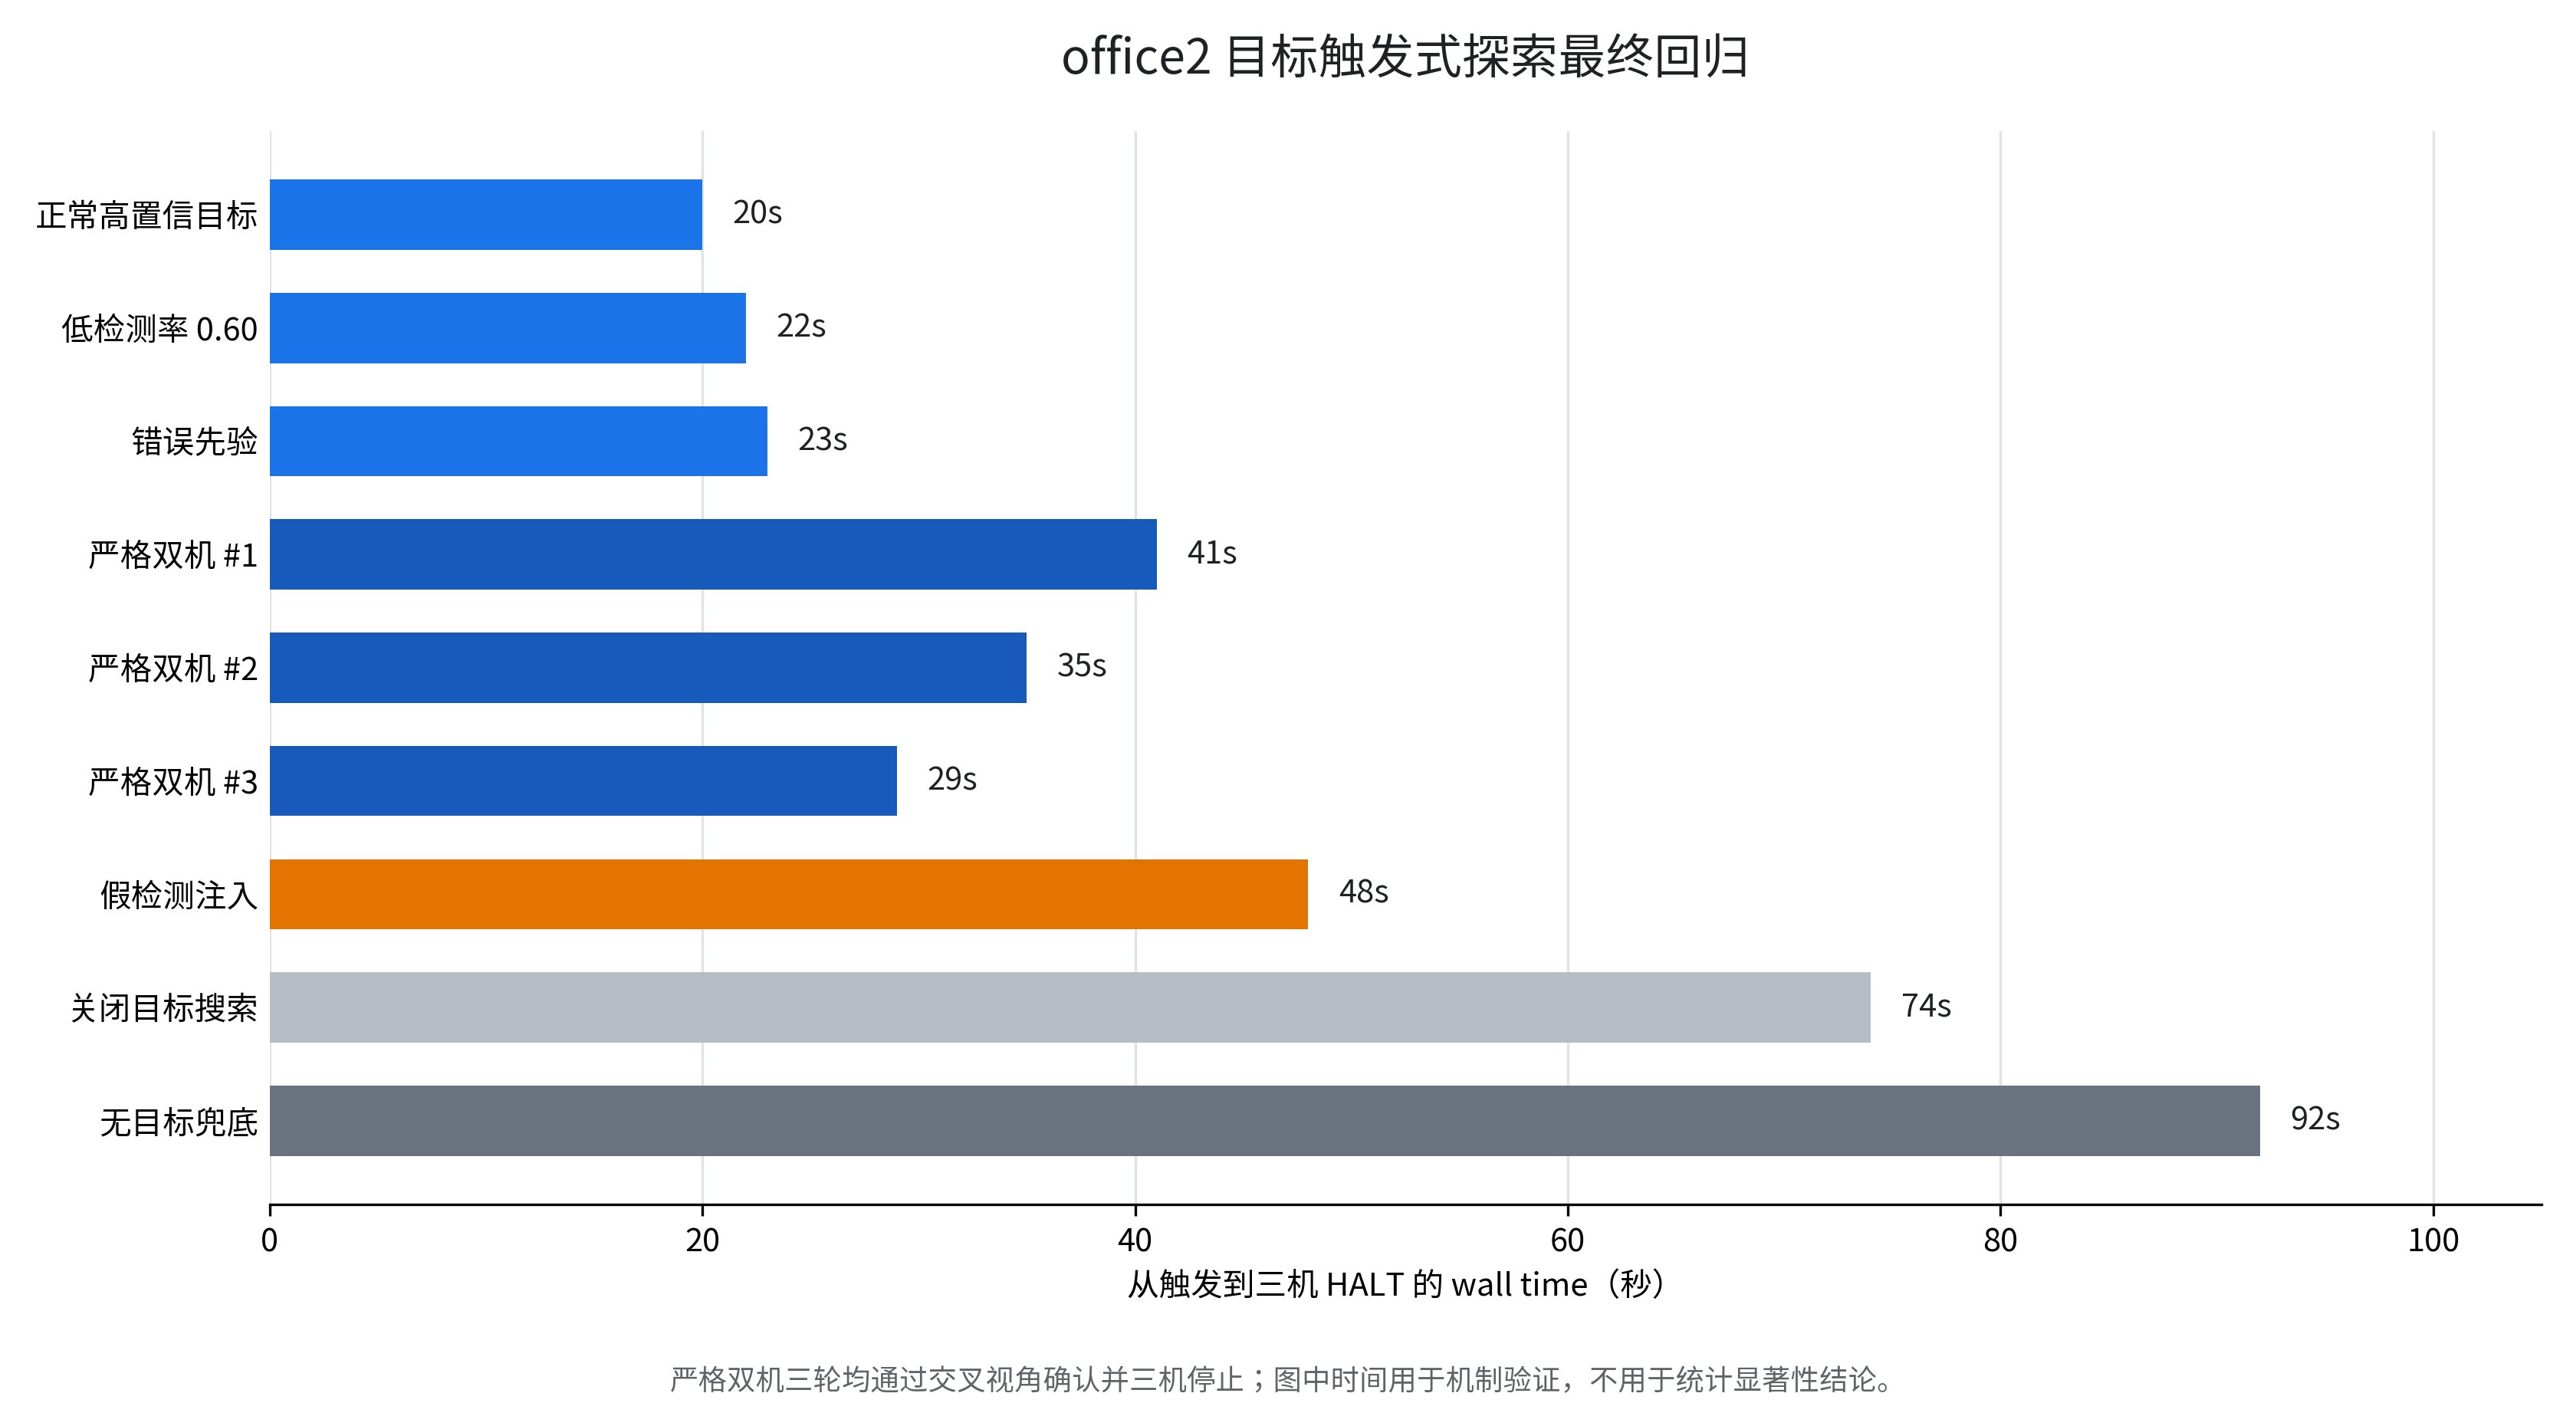 office2 目标触发式探索最终回归
正常高置信目标 20s
低检测率 0.60 22s
错误先验 23s
严格双机 #1 41s
严格双机 #2 35s
严格双机 #3 29s
假检测注入 48s
关闭目标搜索 74s
无目标兜底 92s
0 20 40 60 80 100
从触发到三机 HALT 的 wall time（秒）
严格双机三轮均通过交叉视角确认并三机停止；图中时间用于机制验证，不用于统计显著性结论。